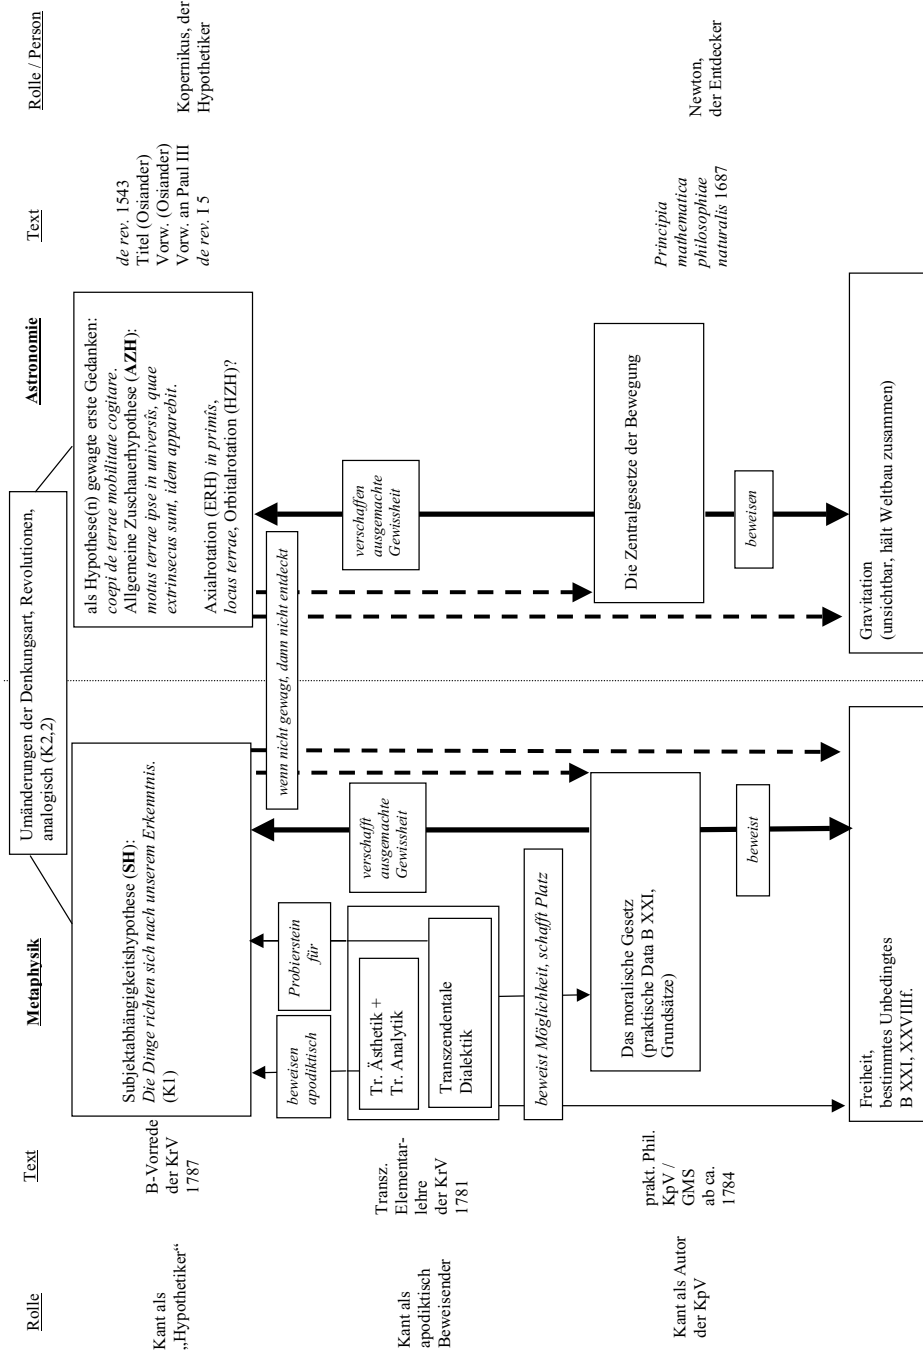 Rolle
Text
Metaphysik
Astronomie
Text
Rolle / Person
Umänderungen der Denkungsart, Revolutionen,
analogisch (K2,2)
Kant als
„Hypothetiker“
B-Vorrede
der KrV
1787
Subjektabhängigkeitshypothese (SH):
Die Dinge richten sich nach unserem Erkenntnis.
(K1)
als Hypothese(n) gewagte erste Gedanken:
coepi de terrae mobilitate cogitare.
Allgemeine Zuschauerhypothese (AZH):
motus terrae ipse in universîs, quae
extrinsecus sunt, idem apparebit.
Axialrotation (ERH) in primîs,
locus terrae, Orbitalrotation (HZH)?
de rev. 1543
Titel (Osiander)
Vorw. (Osiander)
Vorw. an Paul III
de rev. I 5
Kopernikus, der
Hypothetiker
beweisen
apodiktisch
Probierstein
für
wenn nicht gewagt, dann nicht entdeckt
Kant als
apodiktisch
Beweisender
Transz.
Elementar-
lehre
der KrV
1781
Tr. Ästhetik +
Tr. Analytik
Transzendentale
Dialektik
verschafft
ausgemachte
Gewissheit
verschaffen
ausgemachte
Gewissheit
beweist Möglichkeit, schafft Platz
Kant als Autor
der KpV
prakt. Phil.
KpV /
GMS
ab ca.
1784
Das moralische Gesetz
(praktische Data B XXI,
Grundsätze)
Die Zentralgesetze der Bewegung
Principia
mathematica
philosophiae
naturalis 1687
Newton,
der Entdecker
beweist
beweisen
Freiheit,
bestimmtes Unbedingtes
B XXI, XXVIIIf.
Gravitation
(unsichtbar, hält Weltbau zusammen)